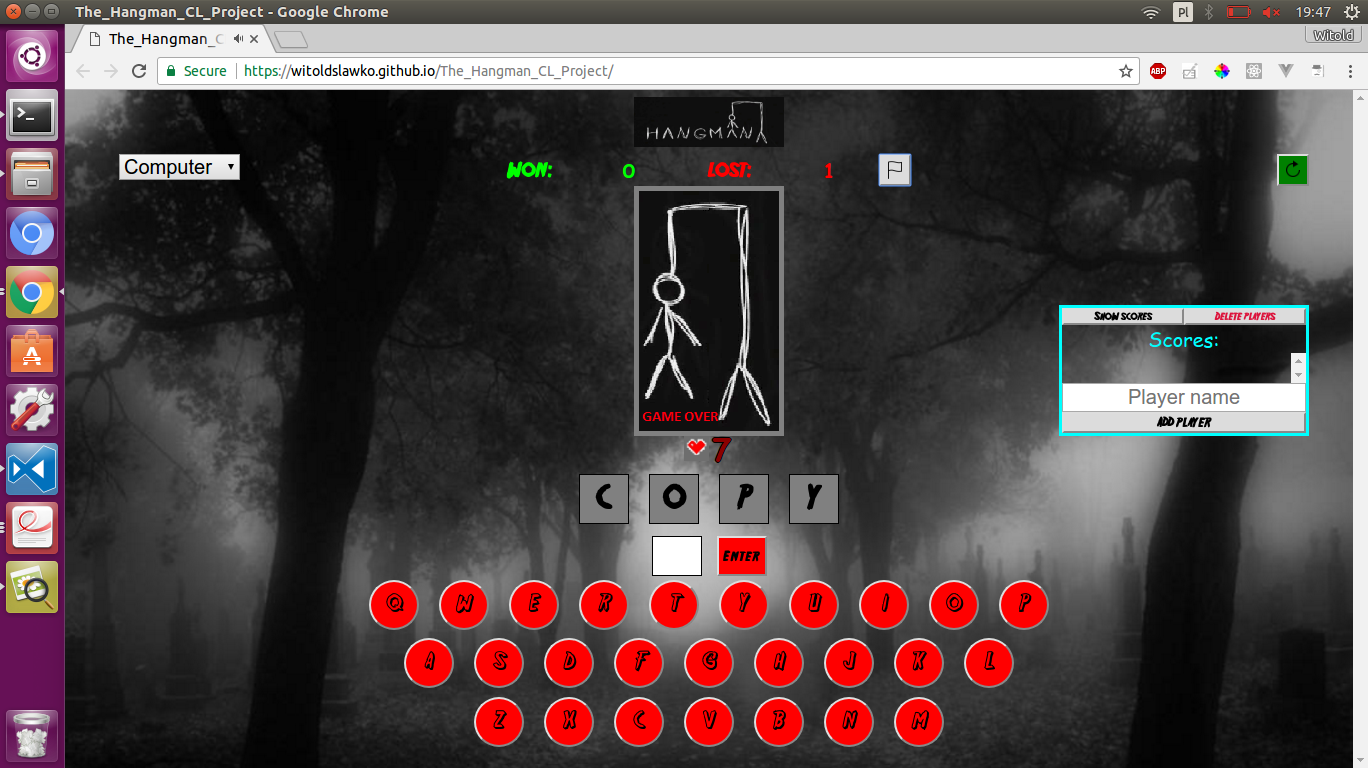 The_Hangman_CL_Project - Google Chrome
Pl
19:47
The_Hangman_C
Witold
Secure
https://witoldslawko.github.io/The_Hangman_CL_Project/
ABP
HANGMAN
Computer
WON: 0 LOST: 1
GAME OVER
7
SHOW SCORES DELETE PLAYERS
Scores:
Player name
ADD PLAYER
C O P Y
ENTER
Q W E R T Y U I O P
A S D F G H J K L
Z X C V B N M